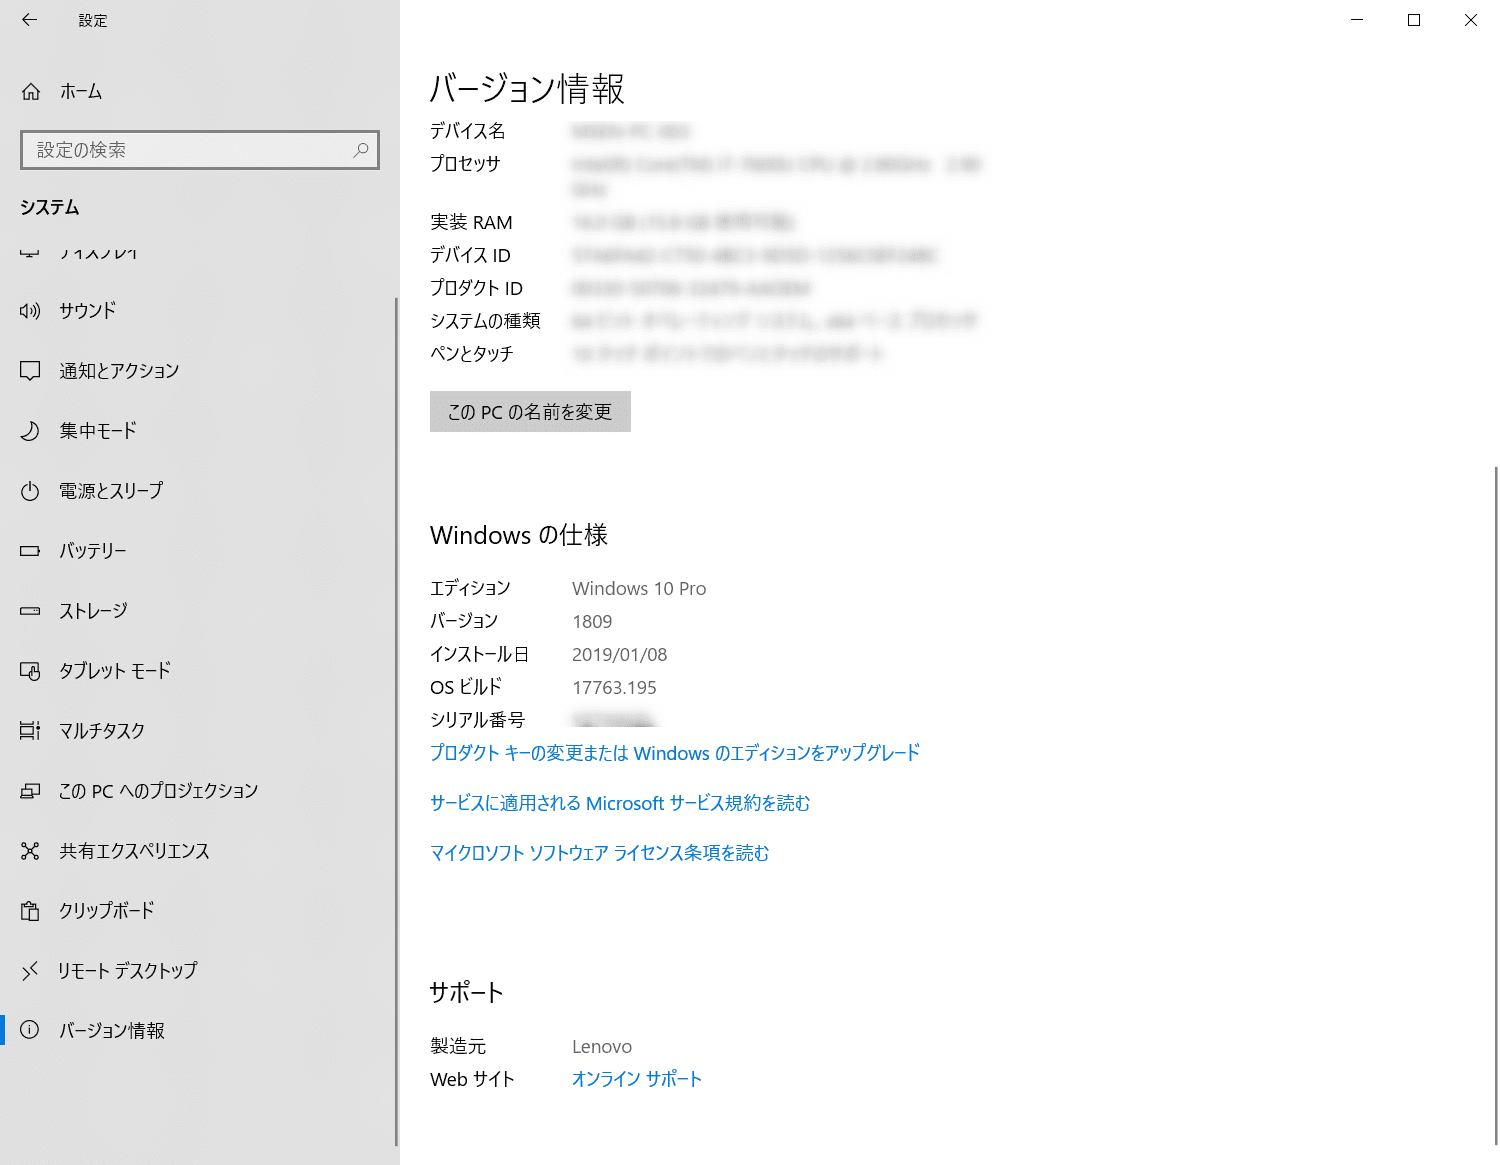 設定
ホーム
設定の検索
システム
ディスプレイ
サウンド
通知とアクション
集中モード
電源とスリープ
バッテリー
ストレージ
タブレット モード
マルチタスク
この PC へのプロジェクション
共有エクスペリエンス
クリップボード
リモート デスクトップ
バージョン情報
バージョン情報
デバイス名
プロセッサ
実装 RAM
デバイス ID
プロダクト ID
システムの種類
ペンとタッチ
この PC の名前を変更
Windows の仕様
エディション Windows 10 Pro
バージョン 1809
インストール日 2019/01/08
OS ビルド 17763.195
シリアル番号
プロダクト キーの変更または Windows のエディションをアップグレード
サービスに適用される Microsoft サービス規約を読む
マイクロソフト ソフトウェア ライセンス条項を読む
サポート
製造元 Lenovo
Web サイト オンライン サポート